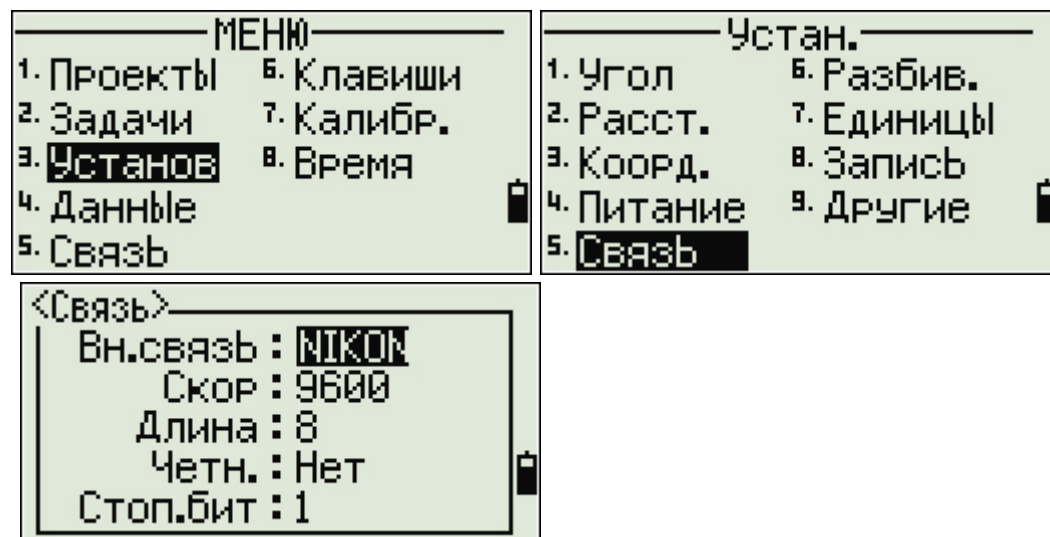 МЕНЮ
1. Проекты 6. Клавиши
2. Задачи 7. Калибр.
3. Установ 8. Время
4. Данные
5. Связь
Устан.
1. Угол 6. Разбив.
2. Расст. 7. Единицы
3. Коорд. 8. Запись
4. Питание 9. Другие
5. Связь
<Связь>
Вн.связь : NIKON
Скор : 9600
Длина : 8
Четн. : Нет
Стоп.бит : 1